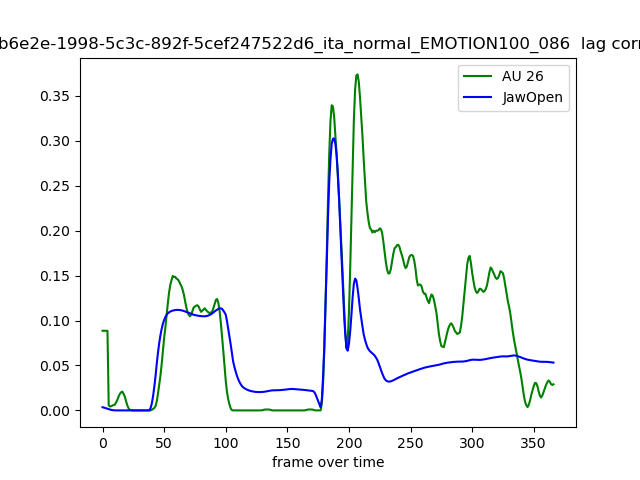 b6e2e-1998-5c3c-892f-5cef247522d6_ita_normal_EMOTION100_086 lag corr
AU 26
JawOpen
0.35
0.30
0.25
0.20
0.15
0.10
0.05
0.00
0 50 100 150 200 250 300 350
frame over time